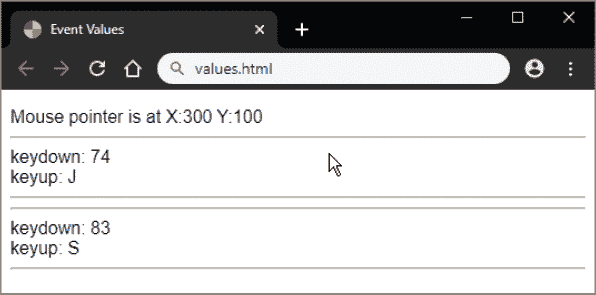 Event Values
values.html
Mouse pointer is at X:300 Y:100
keydown: 74
keyup: J
keydown: 83
keyup: S